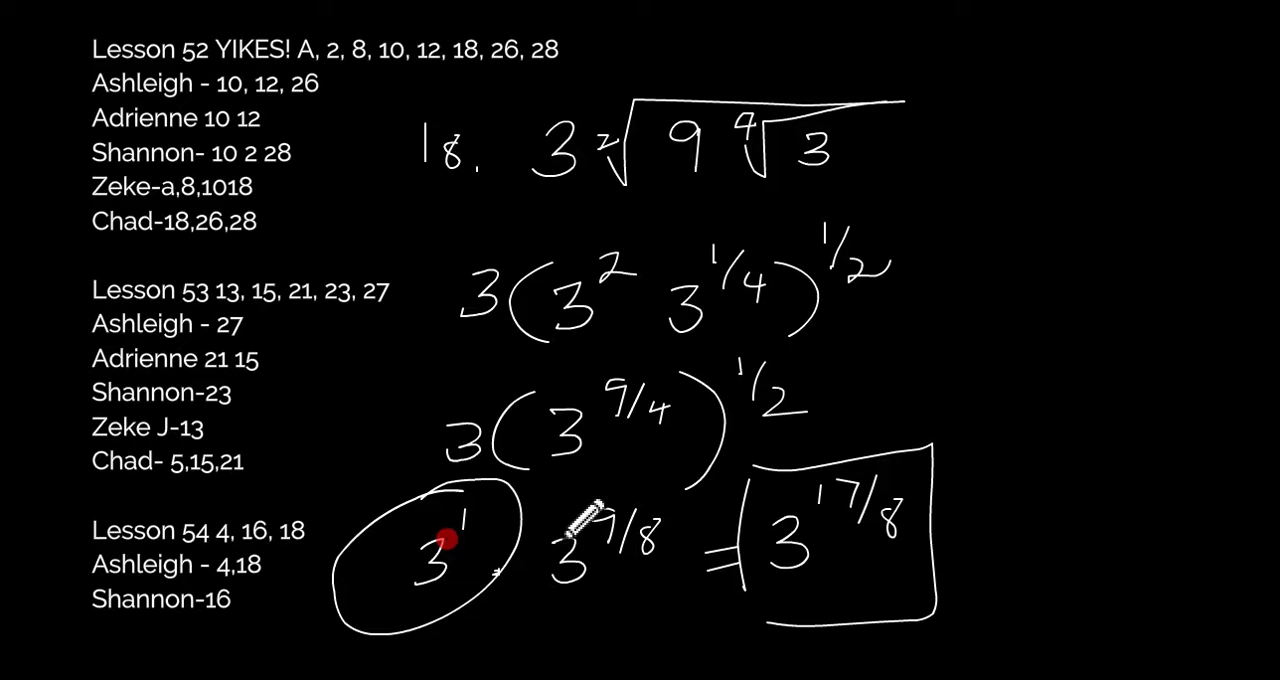 Lesson 52 YIKES! A, 2, 8, 10, 12, 18, 26, 28
Ashleigh - 10, 12, 26
Adrienne 10 12
Shannon- 10 2 28
Zeke-a,8,1018
Chad-18,26,28
Lesson 53 13, 15, 21, 23, 27
Ashleigh - 27
Adrienne 21 15
Shannon-23
Zeke J-13
Chad- 5,15,21
Lesson 54 4, 16, 18
Ashleigh - 4,18
Shannon-16
18. 3 ²√(9 ⁴√3)
3(3² 3^1/4)^1/2
3(3^9/4)^1/2
3¹ · 3^9/8 = 3^17/8